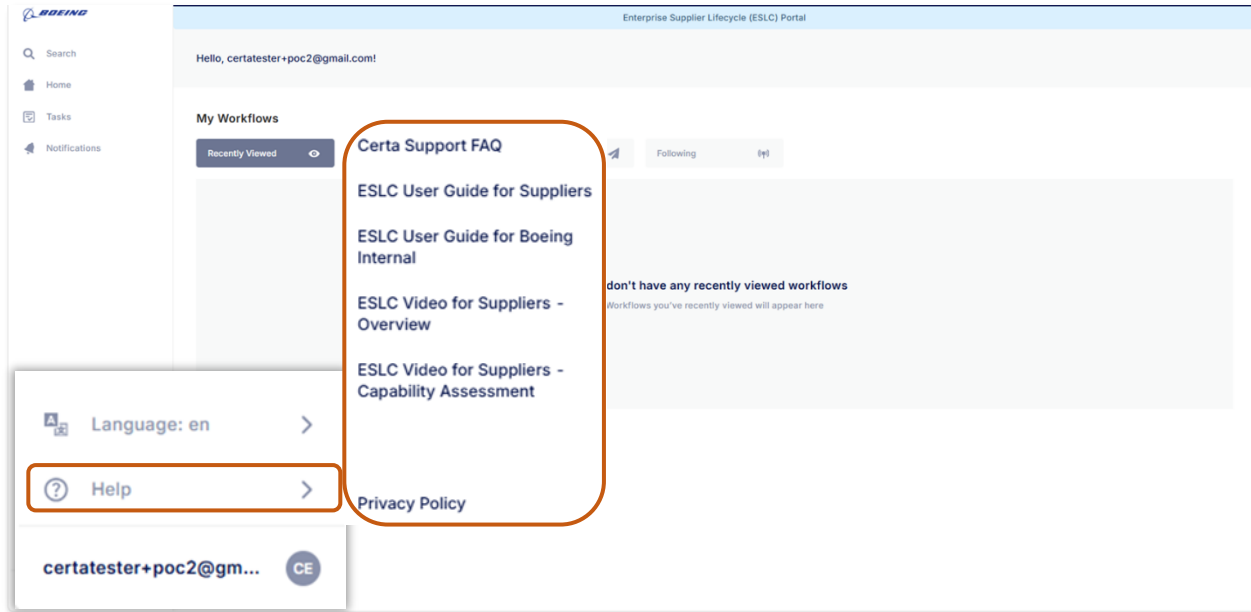 BOEING
Enterprise Supplier Lifecycle (ESLC) Portal
Search
Home
Tasks
Notifications
Hello, certatester+poc2@gmail.com!
My Workflows
Recently Viewed
Following
don't have any recently viewed workflows
Workflows you've recently viewed will appear here
Certa Support FAQ
ESLC User Guide for Suppliers
ESLC User Guide for Boeing
Internal
ESLC Video for Suppliers -
Overview
ESLC Video for Suppliers -
Capability Assessment
Privacy Policy
Language: en
Help
certatester+poc2@gm...
CE